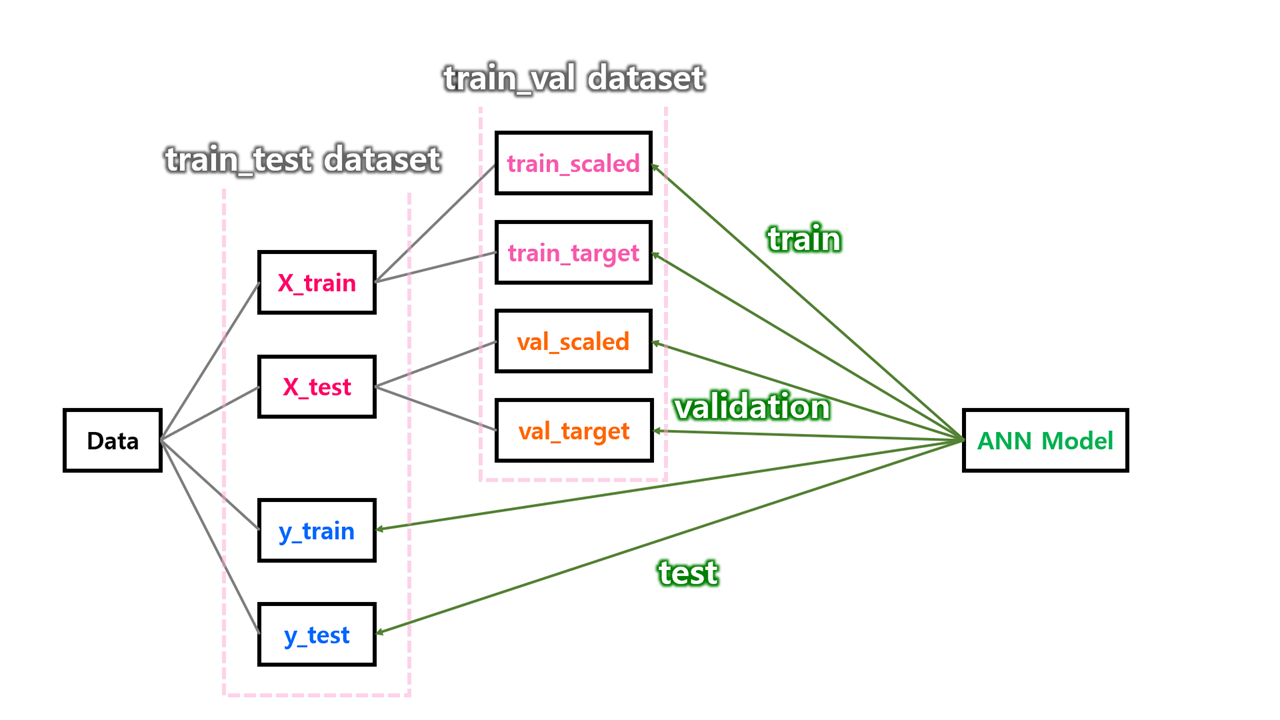 train_val dataset
train_test dataset
train_scaled
train_target
val_scaled
val_target
X_train
X_test
y_train
y_test
Data
train
validation
test
ANN Model